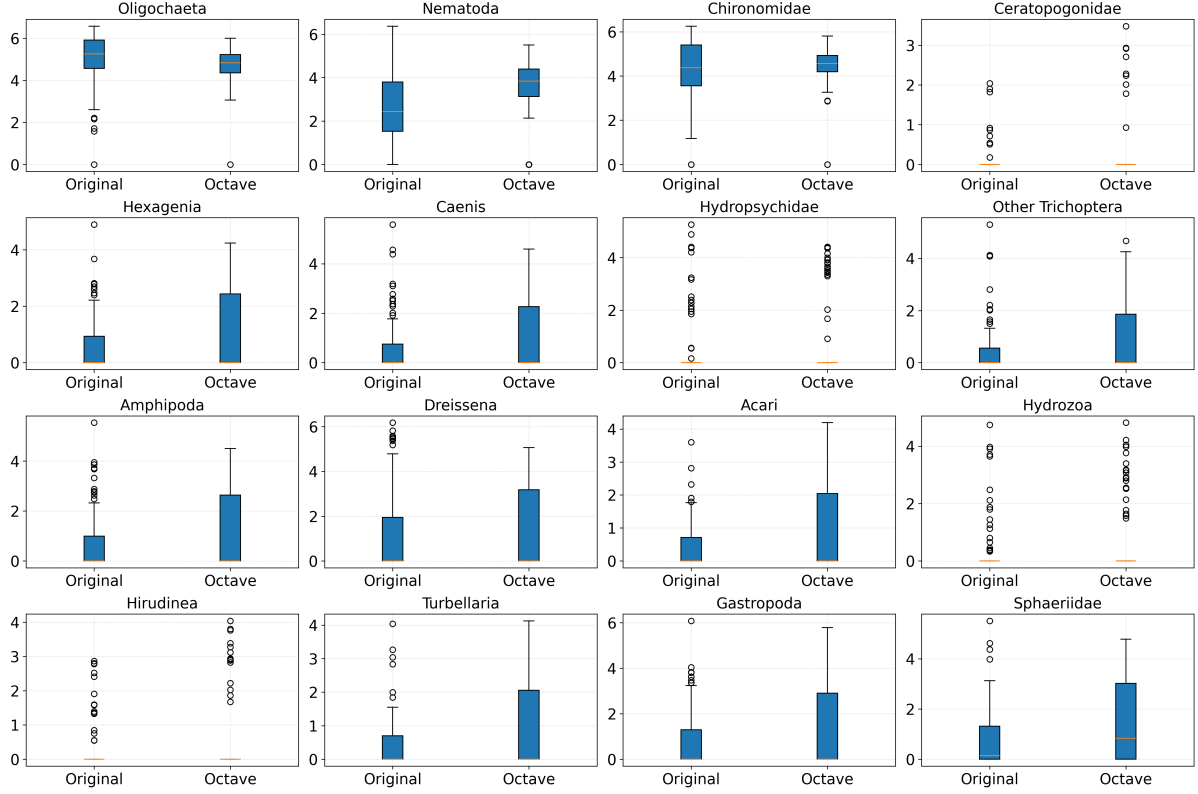 Oligochaeta
Nematoda
Chironomidae
Ceratopogonidae
6
4
2
0
6
4
2
0
6
4
2
0
3
2
1
0
Original Octave
Original Octave
Original Octave
Original Octave
Hexagenia
Caenis
Hydropsychidae
Other Trichoptera
4
2
0
4
2
0
4
2
0
4
2
0
Original Octave
Original Octave
Original Octave
Original Octave
Amphipoda
Dreissena
Acari
Hydrozoa
4
2
0
6
4
2
0
4
3
2
1
0
4
2
0
Original Octave
Original Octave
Original Octave
Original Octave
Hirudinea
Turbellaria
Gastropoda
Sphaeriidae
4
3
2
1
0
4
3
2
1
0
6
4
2
0
4
2
0
Original Octave
Original Octave
Original Octave
Original Octave